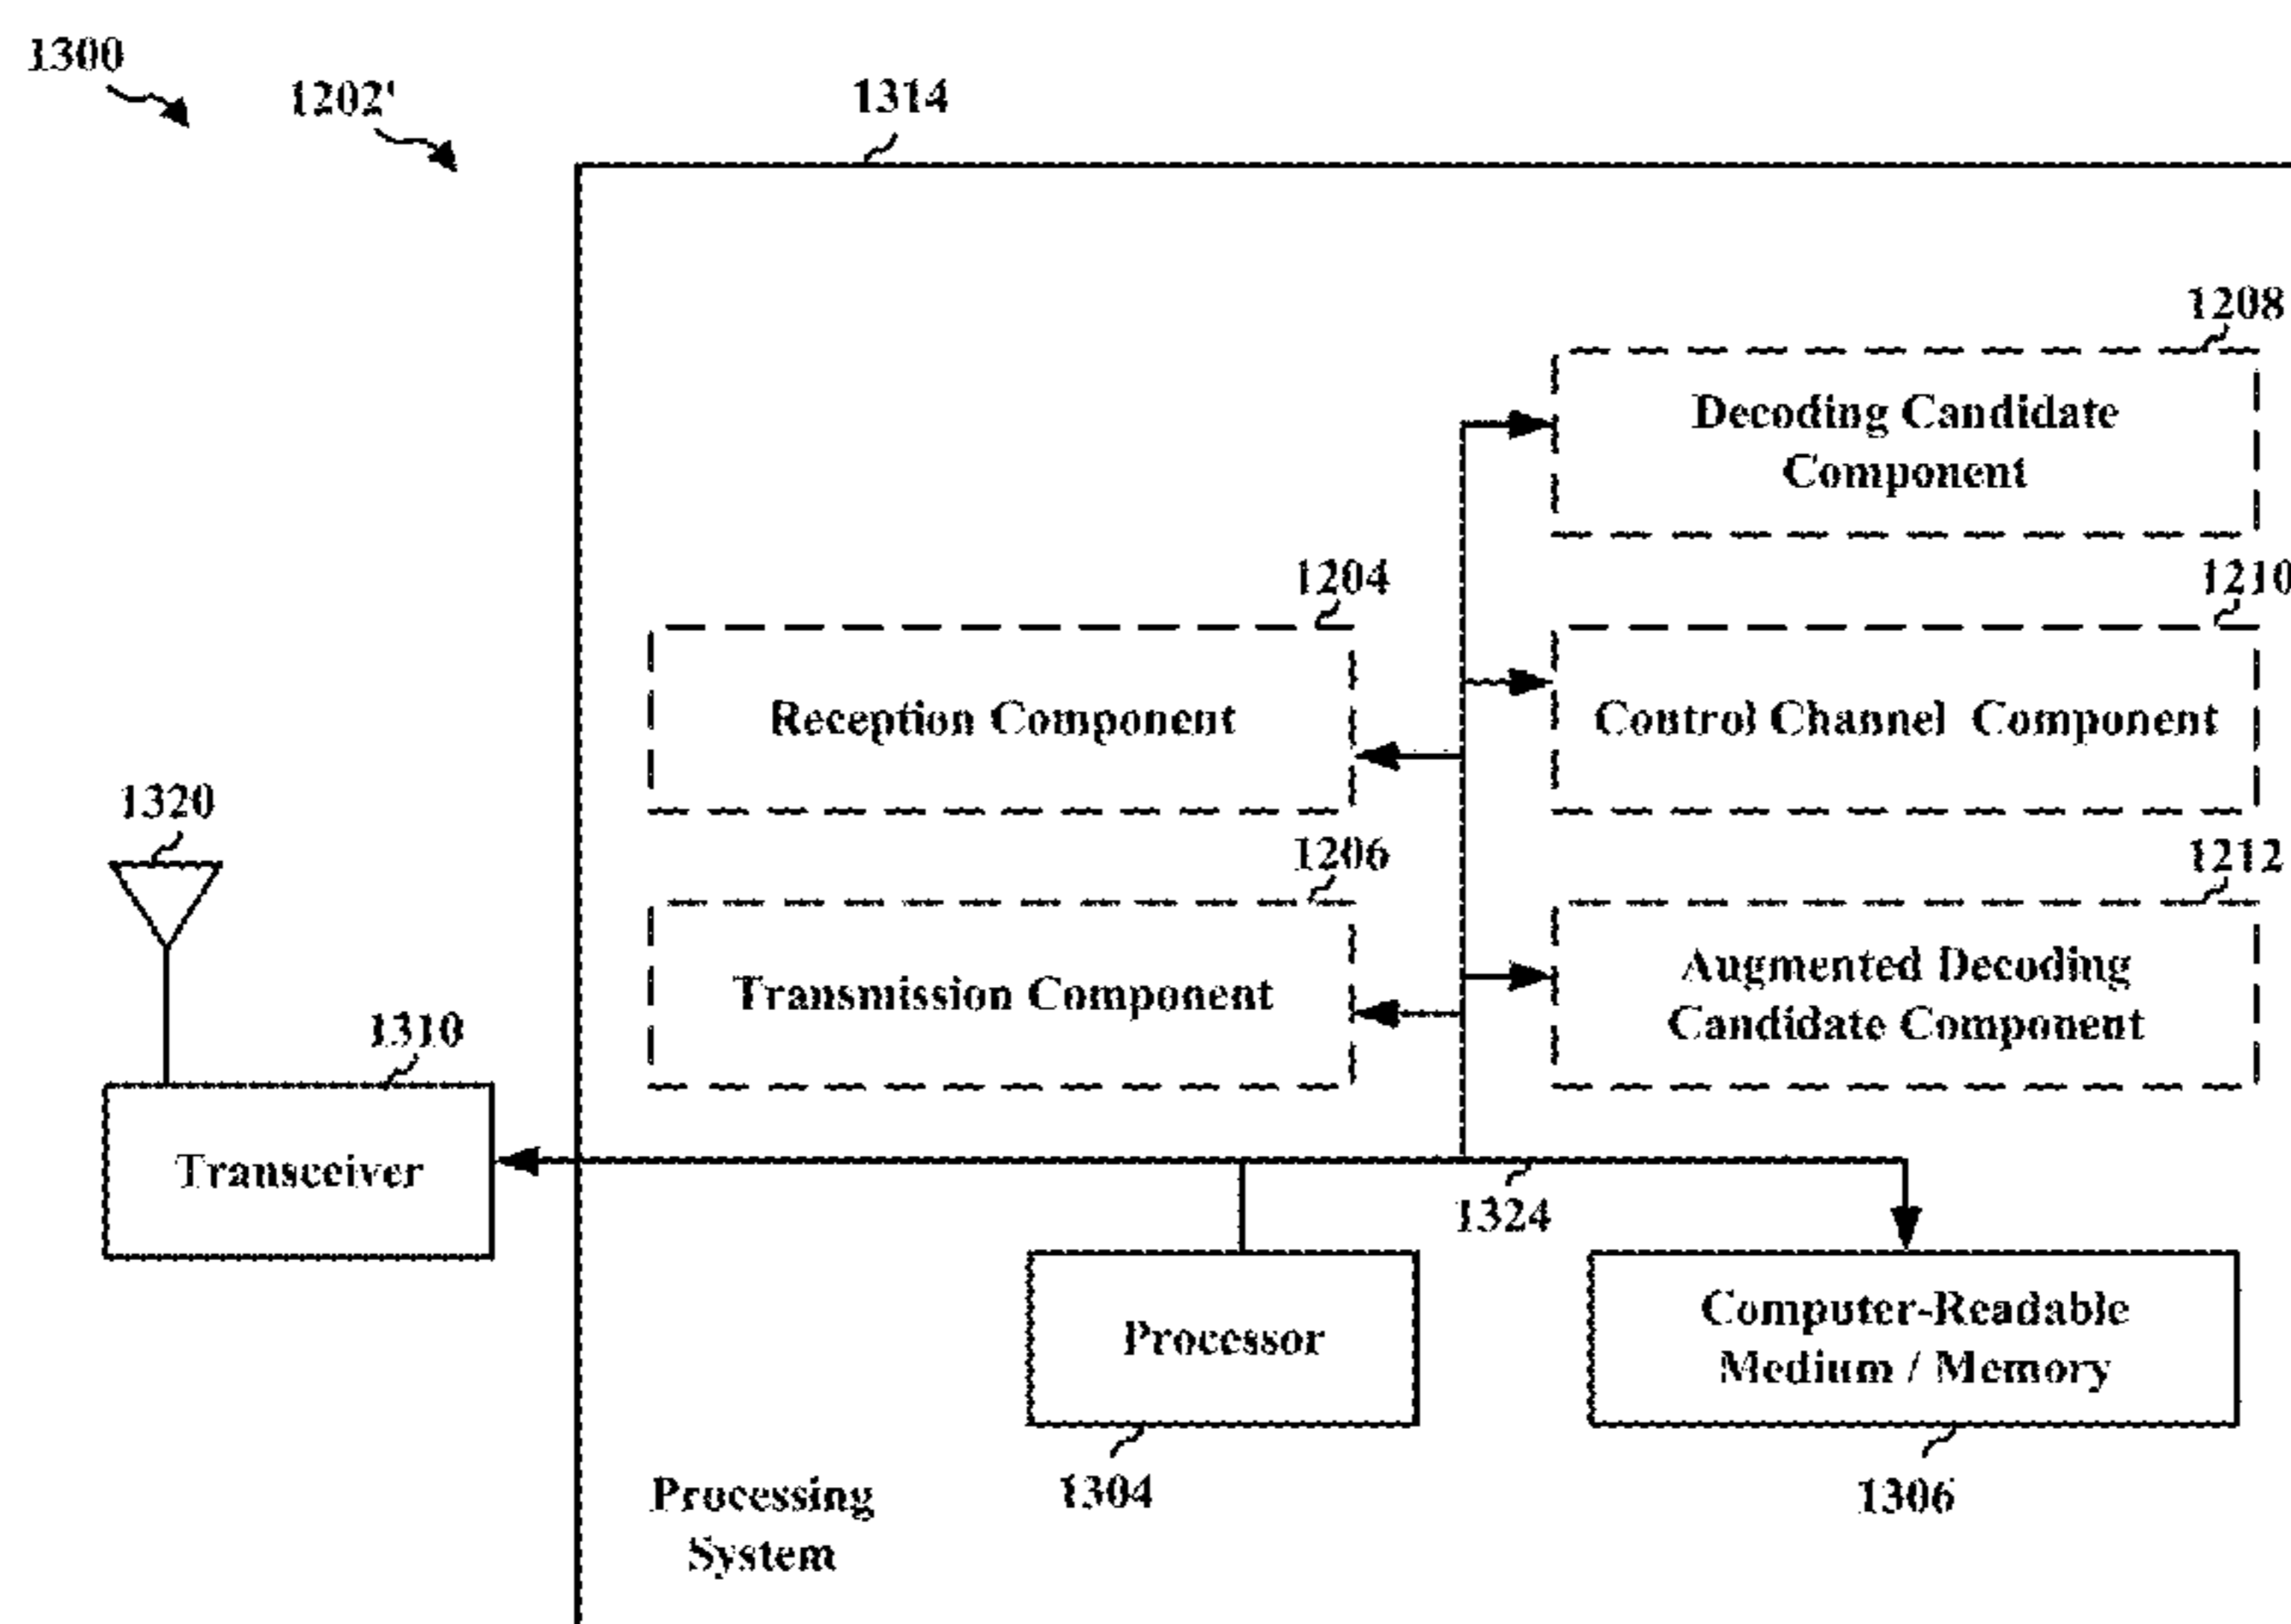 1300
1202'
1314
1208
Decoding Candidate
Component
1204
1210
Reception Component
Control Channel Component
1320
1206
1212
Transmission Component
Augmented Decoding
Candidate Component
1310
Transceiver
1324
Processor
Computer-Readable
Medium / Memory
1304
1306
Processing
System